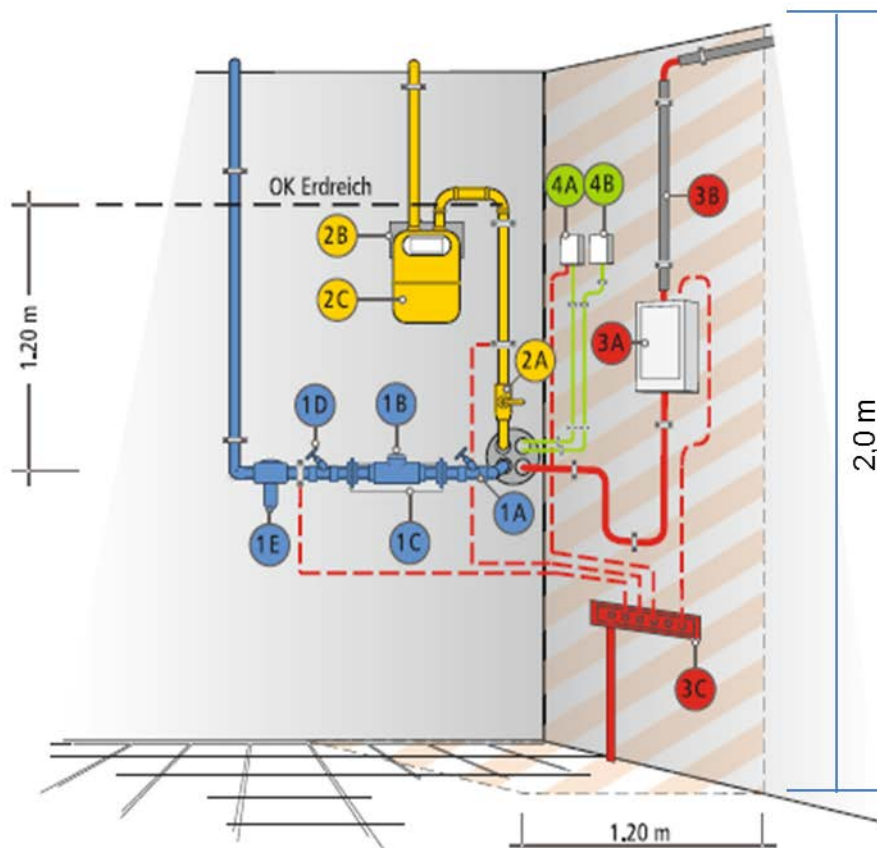 OK Erdreich
4A
4B
3B
2B
2C
1.20 m
3A
2A
1D
1B
2,0 m
1E
1C
1A
3C
1.20 m